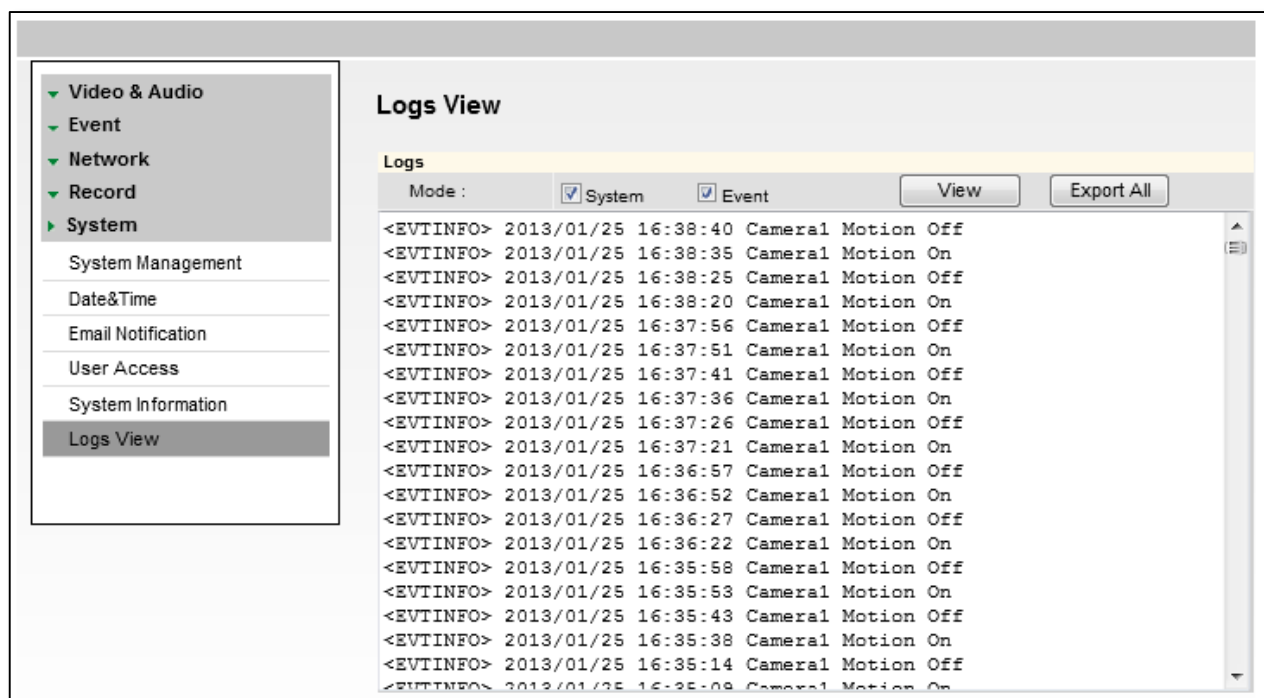 Video & Audio
Event
Network
Record
System
System Management
Date&Time
Email Notification
User Access
System Information
Logs View
Logs View
Logs
Mode : System Event View Export All
<EVTINFO> 2013/01/25 16:38:40 Camera1 Motion Off
<EVTINFO> 2013/01/25 16:38:35 Camera1 Motion On
<EVTINFO> 2013/01/25 16:38:25 Camera1 Motion Off
<EVTINFO> 2013/01/25 16:38:20 Camera1 Motion On
<EVTINFO> 2013/01/25 16:37:56 Camera1 Motion Off
<EVTINFO> 2013/01/25 16:37:51 Camera1 Motion On
<EVTINFO> 2013/01/25 16:37:41 Camera1 Motion Off
<EVTINFO> 2013/01/25 16:37:36 Camera1 Motion On
<EVTINFO> 2013/01/25 16:37:26 Camera1 Motion Off
<EVTINFO> 2013/01/25 16:37:21 Camera1 Motion On
<EVTINFO> 2013/01/25 16:36:57 Camera1 Motion Off
<EVTINFO> 2013/01/25 16:36:52 Camera1 Motion On
<EVTINFO> 2013/01/25 16:36:27 Camera1 Motion Off
<EVTINFO> 2013/01/25 16:36:22 Camera1 Motion On
<EVTINFO> 2013/01/25 16:35:58 Camera1 Motion Off
<EVTINFO> 2013/01/25 16:35:53 Camera1 Motion On
<EVTINFO> 2013/01/25 16:35:43 Camera1 Motion Off
<EVTINFO> 2013/01/25 16:35:38 Camera1 Motion On
<EVTINFO> 2013/01/25 16:35:14 Camera1 Motion Off
<EVTINFO> 2013/01/25 16:35:09 Camera1 Motion On